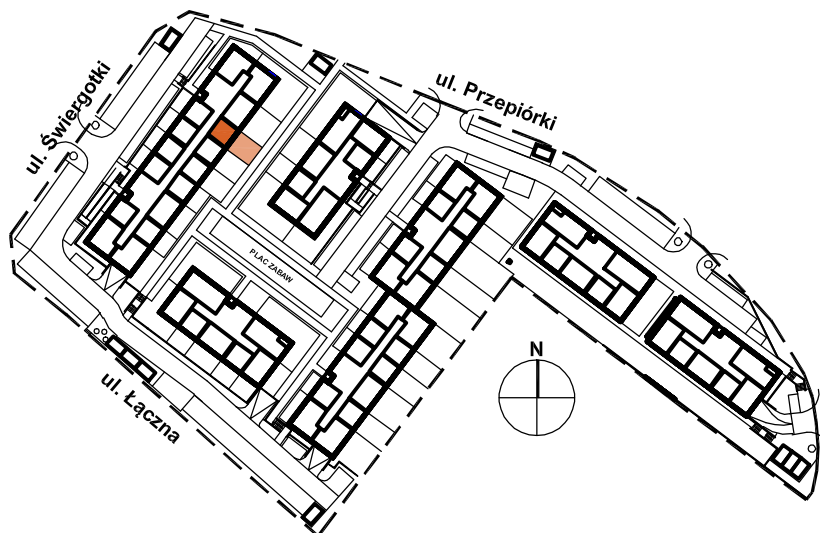 ul. Świergotki
ul. Przepiórki
PLAC ZABAW
N
ul. Łączna